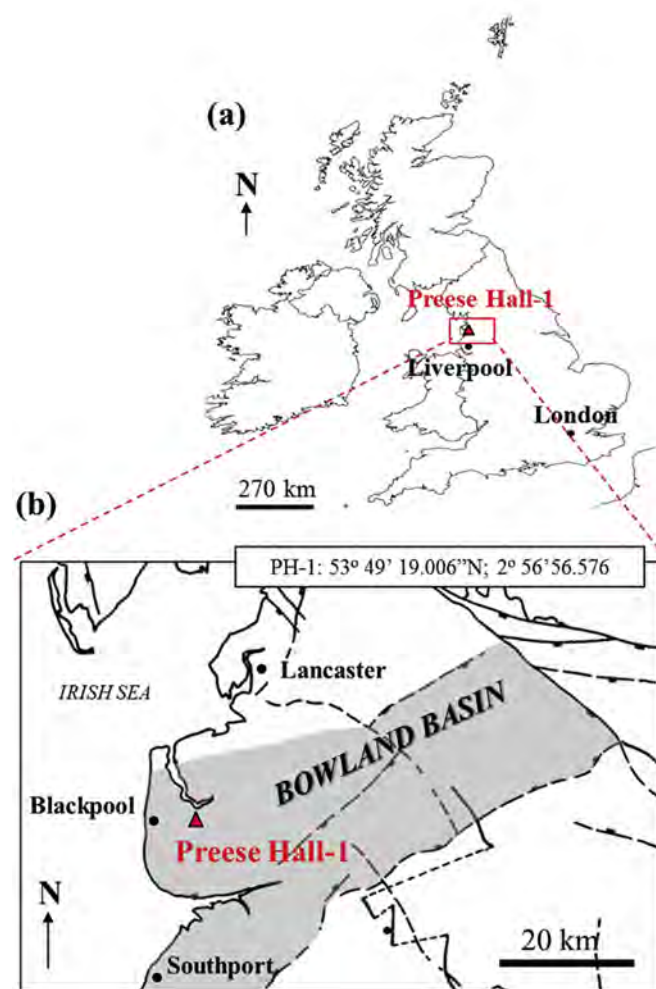 (a)
N
Preese Hall-1
Liverpool
London
270 km
(b)
PH-1: 53º 49’ 19.006”N; 2º 56’56.576
Lancaster
IRISH SEA
BOWLAND BASIN
Blackpool
Preese Hall-1
N
20 km
Southport